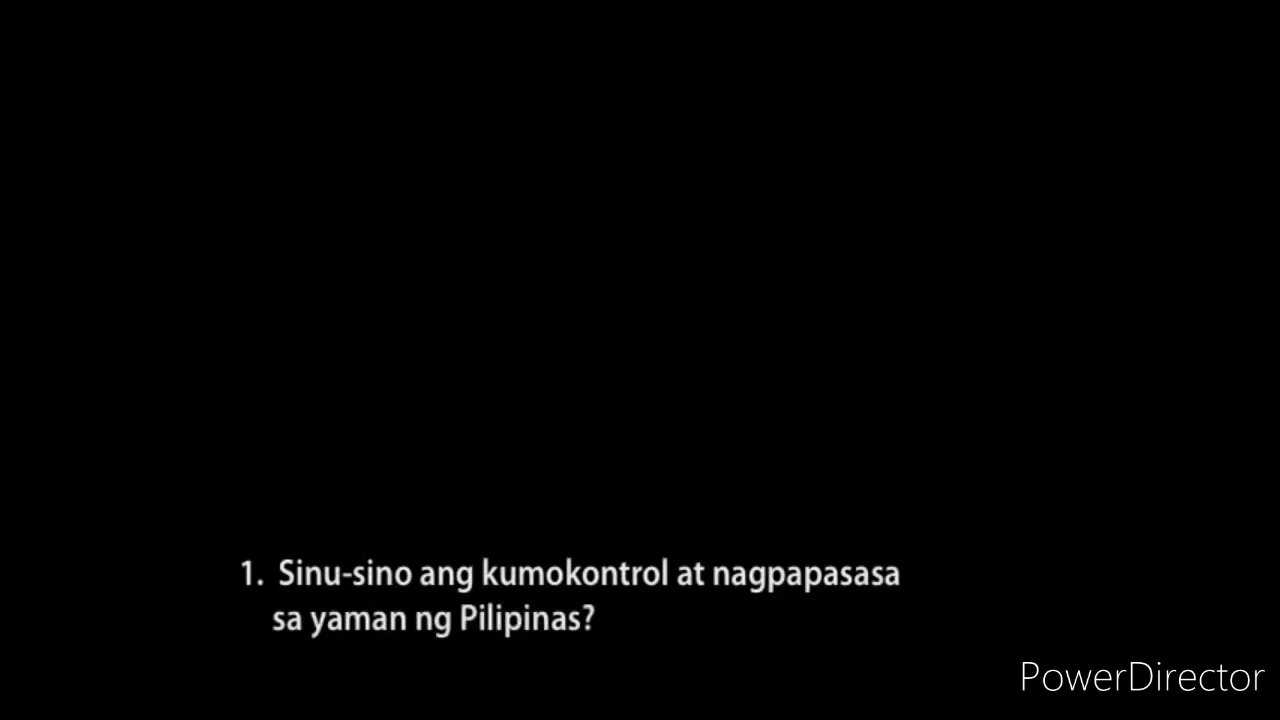 1. Sinu-sino ang kumokontrol at nagpapasasa
sa yaman ng Pilipinas?
PowerDirector